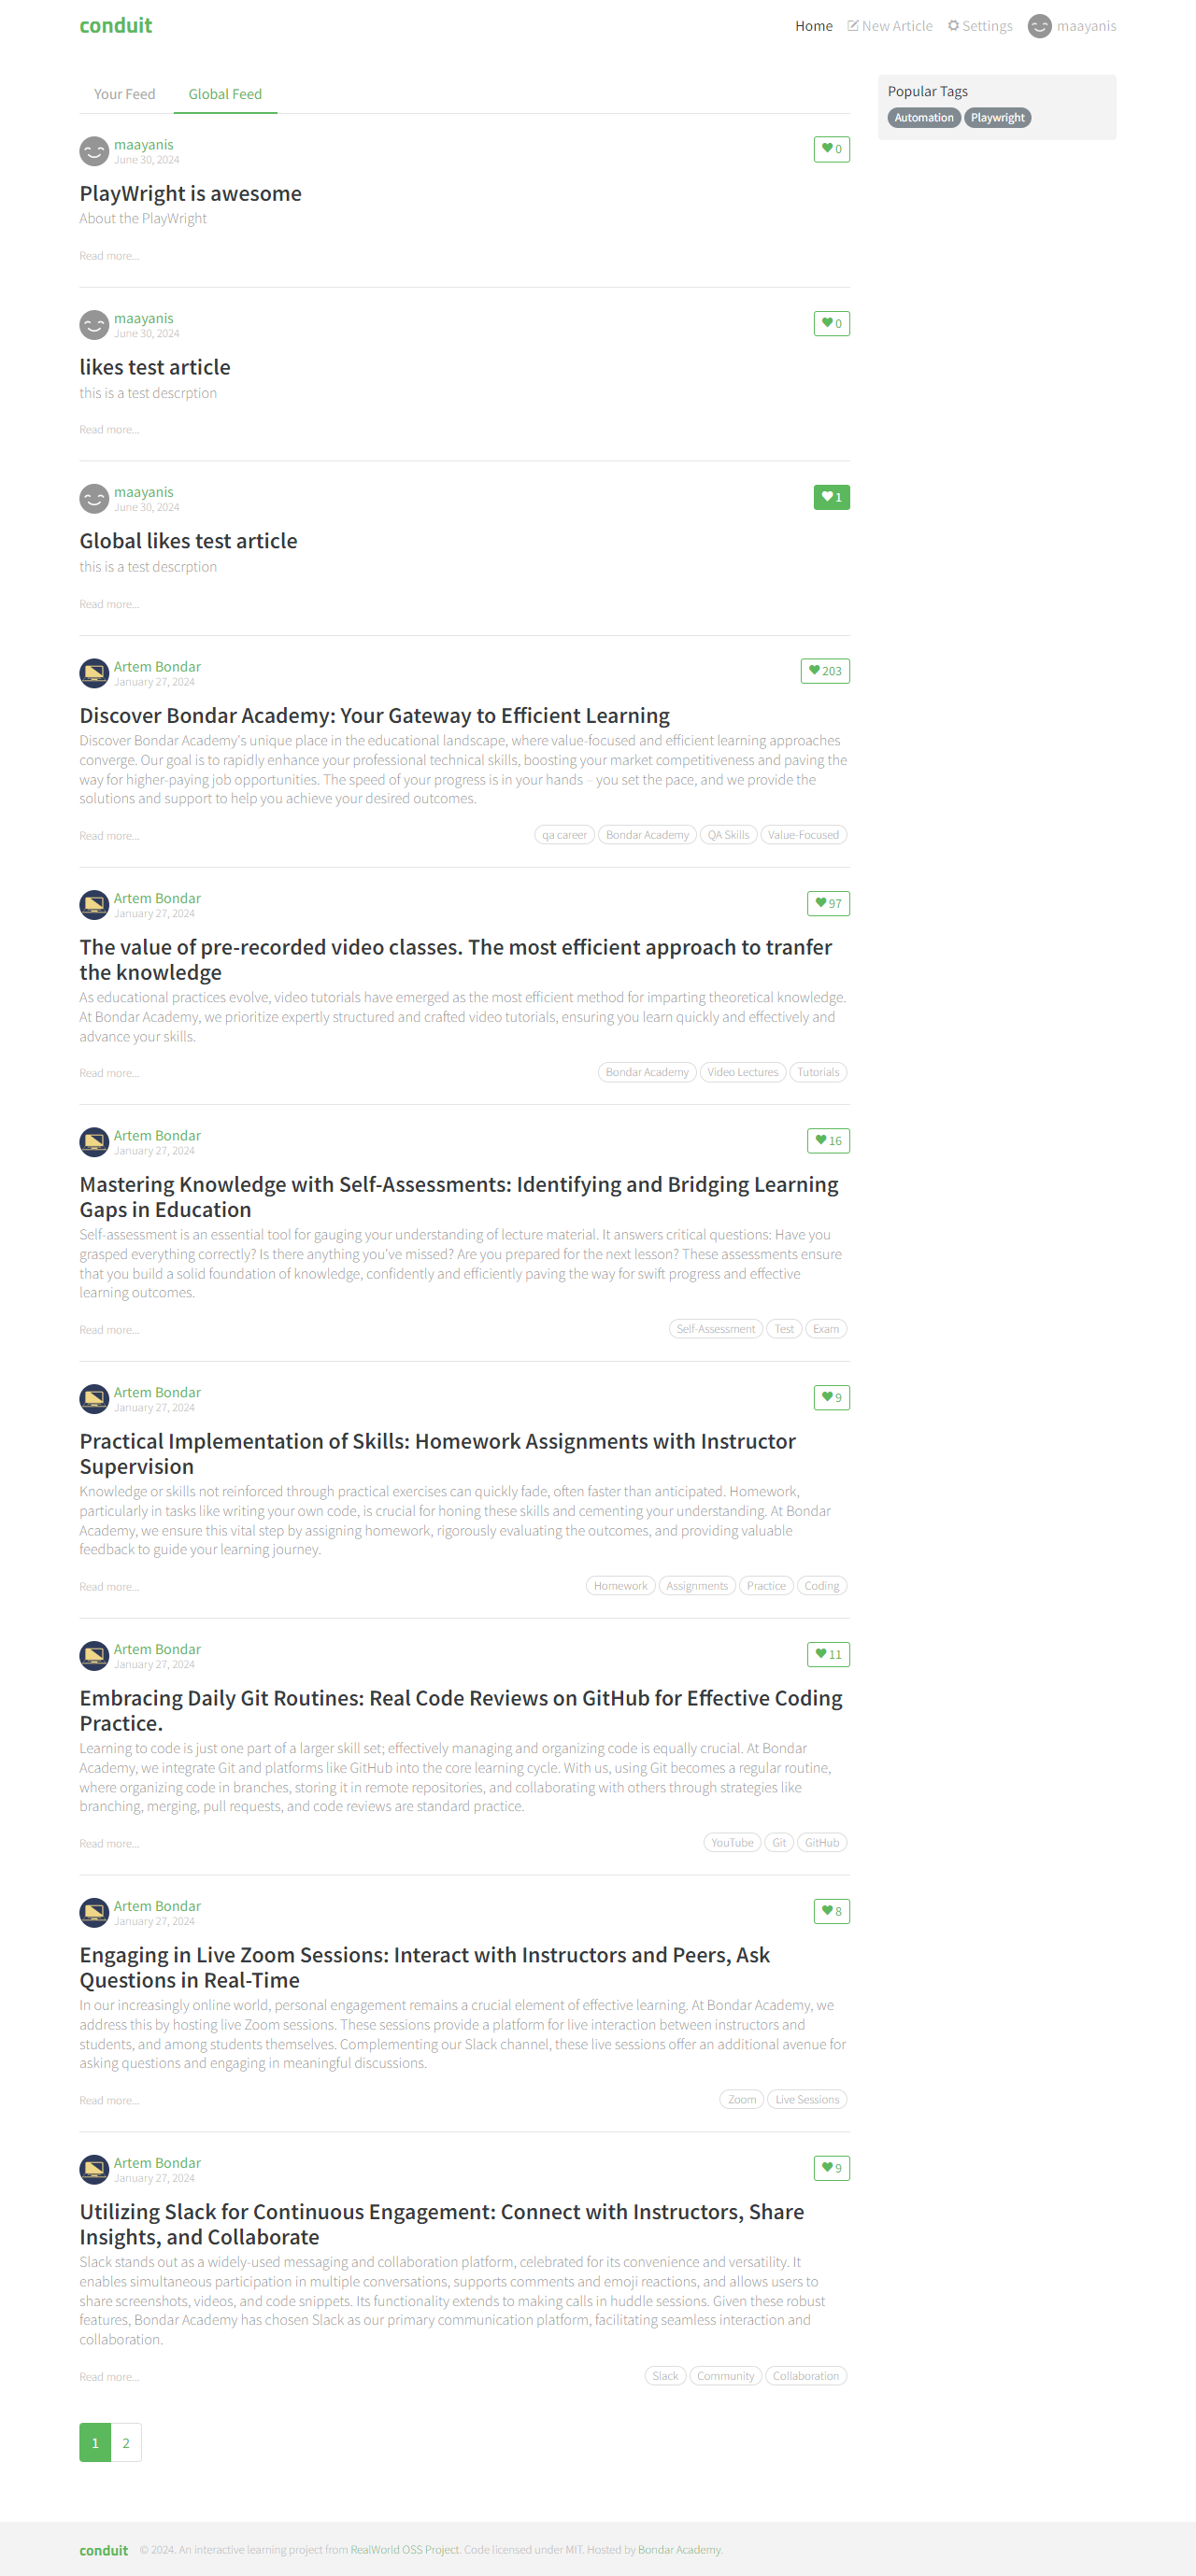 conduit
Home New Article Settings maayanis
Your Feed Global Feed
Popular Tags
Automation Playwright
maayanis
June 30, 2024
0
PlayWright is awesome
About the PlayWright
Read more...
maayanis
June 30, 2024
0
likes test article
this is a test descrption
Read more...
maayanis
June 30, 2024
1
Global likes test article
this is a test descrption
Read more...
Artem Bondar
January 27, 2024
203
Discover Bondar Academy: Your Gateway to Efficient Learning
Discover Bondar Academy's unique place in the educational landscape, where value-focused and efficient learning approaches
converge. Our goal is to rapidly enhance your professional technical skills, boosting your market competitiveness and paving the
way for higher-paying job opportunities. The speed of your progress is in your hands – you set the pace, and we provide the
solutions and support to help you achieve your desired outcomes.
Read more... qa career Bondar Academy QA Skills Value-Focused
Artem Bondar
January 27, 2024
97
The value of pre-recorded video classes. The most efficient approach to tranfer
the knowledge
As educational practices evolve, video tutorials have emerged as the most efficient method for imparting theoretical knowledge.
At Bondar Academy, we prioritize expertly structured and crafted video tutorials, ensuring you learn quickly and effectively and
advance your skills.
Read more... Bondar Academy Video Lectures Tutorials
Artem Bondar
January 27, 2024
16
Mastering Knowledge with Self-Assessments: Identifying and Bridging Learning
Gaps in Education
Self-assessment is an essential tool for gauging your understanding of lecture material. It answers critical questions: Have you
grasped everything correctly? Is there anything you've missed? Are you prepared for the next lesson? These assessments ensure
that you build a solid foundation of knowledge, confidently and efficiently paving the way for swift progress and effective
learning outcomes.
Read more... Self-Assessment Test Exam
Artem Bondar
January 27, 2024
9
Practical Implementation of Skills: Homework Assignments with Instructor
Supervision
Knowledge or skills not reinforced through practical exercises can quickly fade, often faster than anticipated. Homework,
particularly in tasks like writing your own code, is crucial for honing these skills and cementing your understanding. At Bondar
Academy, we ensure this vital step by assigning homework, rigorously evaluating the outcomes, and providing valuable
feedback to guide your learning journey.
Read more... Homework Assignments Practice Coding
Artem Bondar
January 27, 2024
11
Embracing Daily Git Routines: Real Code Reviews on GitHub for Effective Coding
Practice.
Learning to code is just one part of a larger skill set; effectively managing and organizing code is equally crucial. At Bondar
Academy, we integrate Git and platforms like GitHub into the core learning cycle. With us, using Git becomes a regular routine,
where organizing code in branches, storing it in remote repositories, and collaborating with others through strategies like
branching, merging, pull requests, and code reviews are standard practice.
Read more... YouTube Git GitHub
Artem Bondar
January 27, 2024
8
Engaging in Live Zoom Sessions: Interact with Instructors and Peers, Ask
Questions in Real-Time
In our increasingly online world, personal engagement remains a crucial element of effective learning. At Bondar Academy, we
address this by hosting live Zoom sessions. These sessions provide a platform for live interaction between instructors and
students, and among students themselves. Complementing our Slack channel, these live sessions offer an additional avenue for
asking questions and engaging in meaningful discussions.
Read more... Zoom Live Sessions
Artem Bondar
January 27, 2024
9
Utilizing Slack for Continuous Engagement: Connect with Instructors, Share
Insights, and Collaborate
Slack stands out as a widely-used messaging and collaboration platform, celebrated for its convenience and versatility. It
enables simultaneous participation in multiple conversations, supports comments and emoji reactions, and allows users to
share screenshots, videos, and code snippets. Its functionality extends to making calls in huddle sessions. Given these robust
features, Bondar Academy has chosen Slack as our primary communication platform, facilitating seamless interaction and
collaboration.
Read more... Slack Community Collaboration
1 2
conduit © 2024. An interactive learning project from RealWorld OSS Project. Code licensed under MIT. Hosted by Bondar Academy.